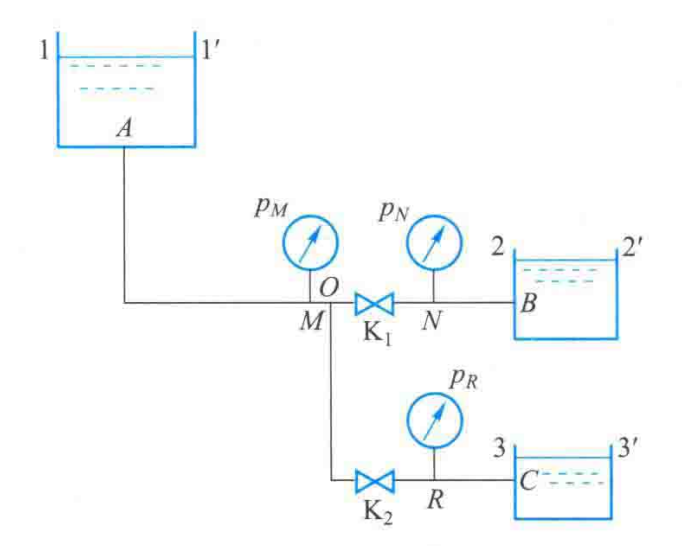 1 1′
A
p_M p_N
2 2′
O
M K₁ N B
p_R
3 3′
C
K₂ R